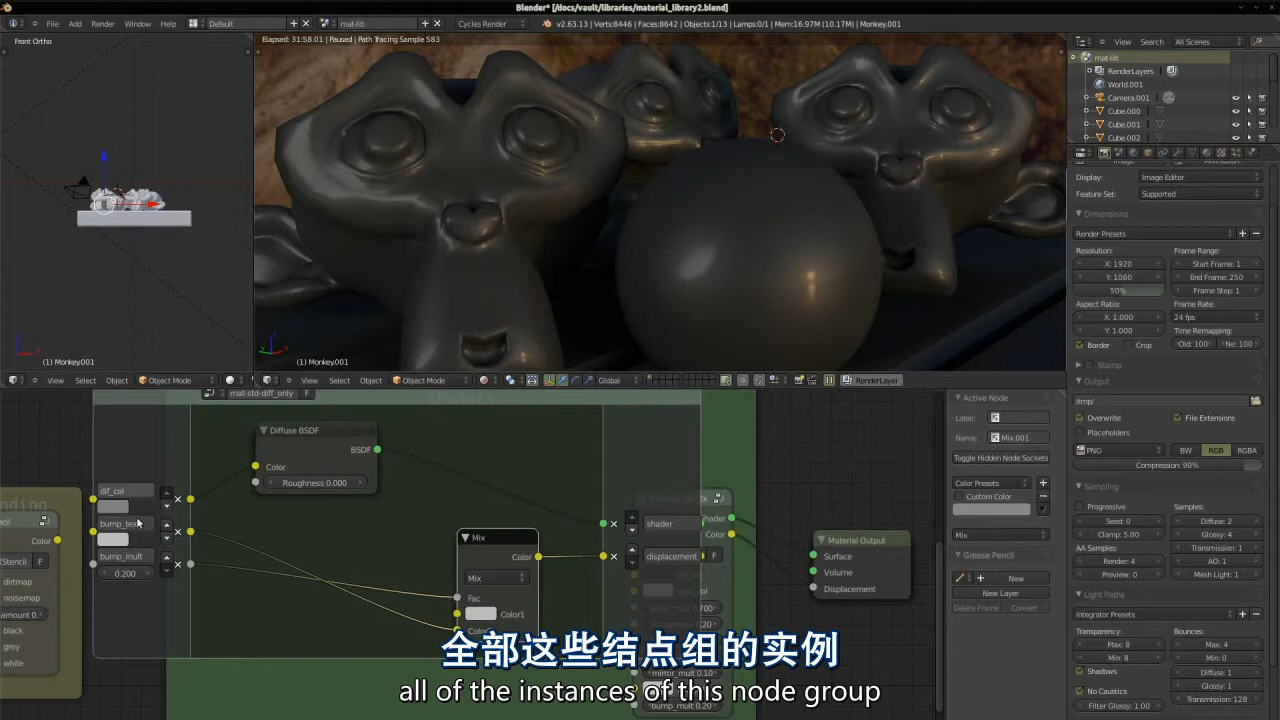 Blender* [/docs/vault/libraries/material_library2.blend]
File Add Render Window Help Default mat-lib Cycles Render v2.63.13 | Verts:8446 | Faces:8642 | Objects:1/13 | Lamps:0/1 | Mem:16.97M (10.17M) | Monkey.001
Front Ortho
Elapsed: 31:58.01 | Paused | Path Tracing Sample 583
(1) Monkey.001
(1) Monkey.001
View Select Object Object Mode
View Select Object Object Mode Global RenderLayer
View Search All Scenes
mat-lib
RenderLayers
World.001
Camera.001
Cube.000
Cube.001
Cube.002
Display: Image Editor
Feature Set: Supported
Dimensions
Render Presets
Resolution: Frame Range:
X: 1920 Start Frame: 1
Y: 1080 End Frame: 250
50% Frame Step: 1
Aspect Ratio: Frame Rate:
X: 1.000 24 fps
Y: 1.000 Time Remapping:
Border Crop Old: 100 Ne: 100
Stamp
Output
/tmp/
Overwrite File Extensions
Placeholders
PNG BW RGB RGBA
Compression: 90%
Sampling
Progressive Samples:
Seed: 0 Diffuse: 2
Clamp: 5.00 Glossy: 4
AA Samples: Transmission: 1
Render: 4 AO: 1
Preview: 0 Mesh Light: 1
Light Paths
Integrator Presets
Transparency: Bounces:
Max: 8 Max: 4
Min: 8 Min: 0
Shadows Diffuse: 1
Glossy: 1
No Caustics Transmission: 128
Filter Glossy: 1.00
mat-std-diff_only F
shaders
Diffuse BSDF
BSDF
Color
Roughness 0.000
dif_col
bump_tex
bump_mult
0.200
Mix
Color
Mix
Fac
Color1
shader
displacement
Shader
Color
F
Material Output
Surface
Volume
Displacement
dirtmap
noisemap
amount 0.
black
grey
white
mirror_mult 0.10
bump_mult 0.20
Active Node
Label:
Name: Mix.001
Toggle Hidden Node Sockets
Color Presets
Custom Color
Mix
Grease Pencil
New
New Layer
Delete Frame Convert
全部这些结点组的实例
all of the instances of this node group